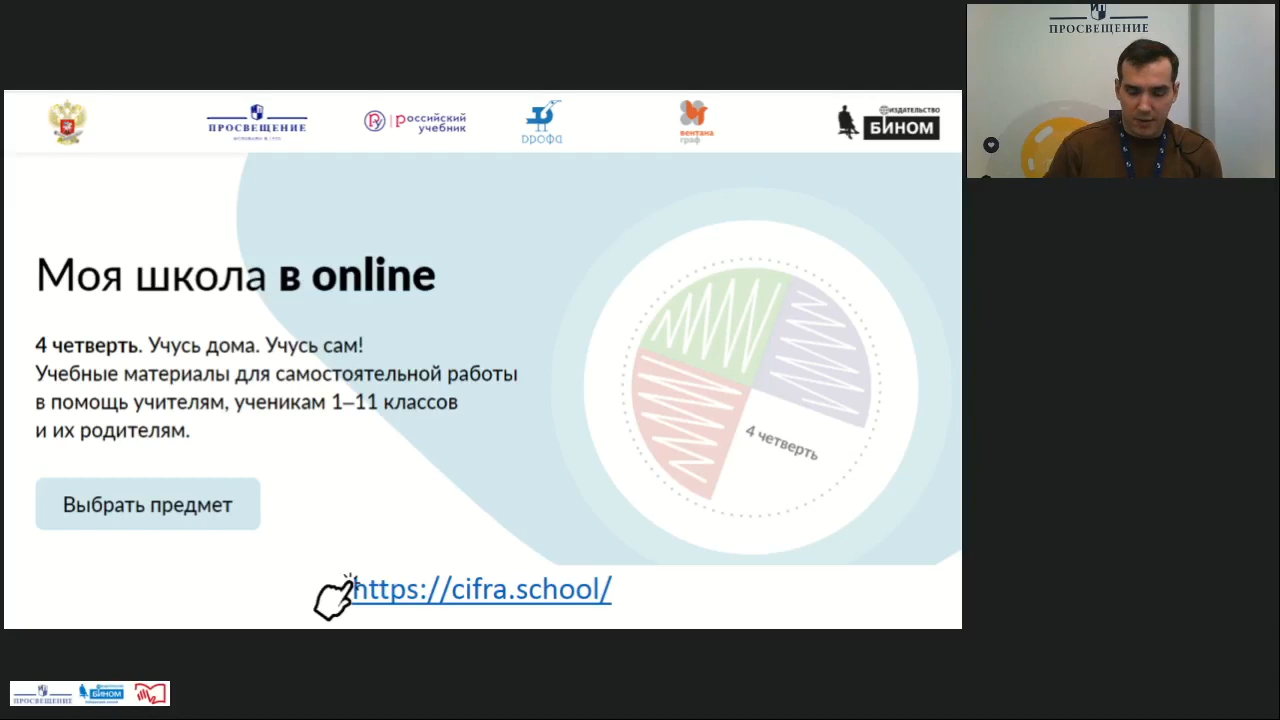 ПРОСВЕЩЕНИЕ
ПРОСВЕЩЕНИЕ
российский
учебник
дрофа
вентана
граф
ИЗДАТЕЛЬСТВО
БИНОМ
Моя школа в online
4 четверть. Учусь дома. Учусь сам!
Учебные материалы для самостоятельной работы
в помощь учителям, ученикам 1–11 классов
и их родителям.
4 четверть
Выбрать предмет
https://cifra.school/
ПРОСВЕЩЕНИЕ
БИНОМ